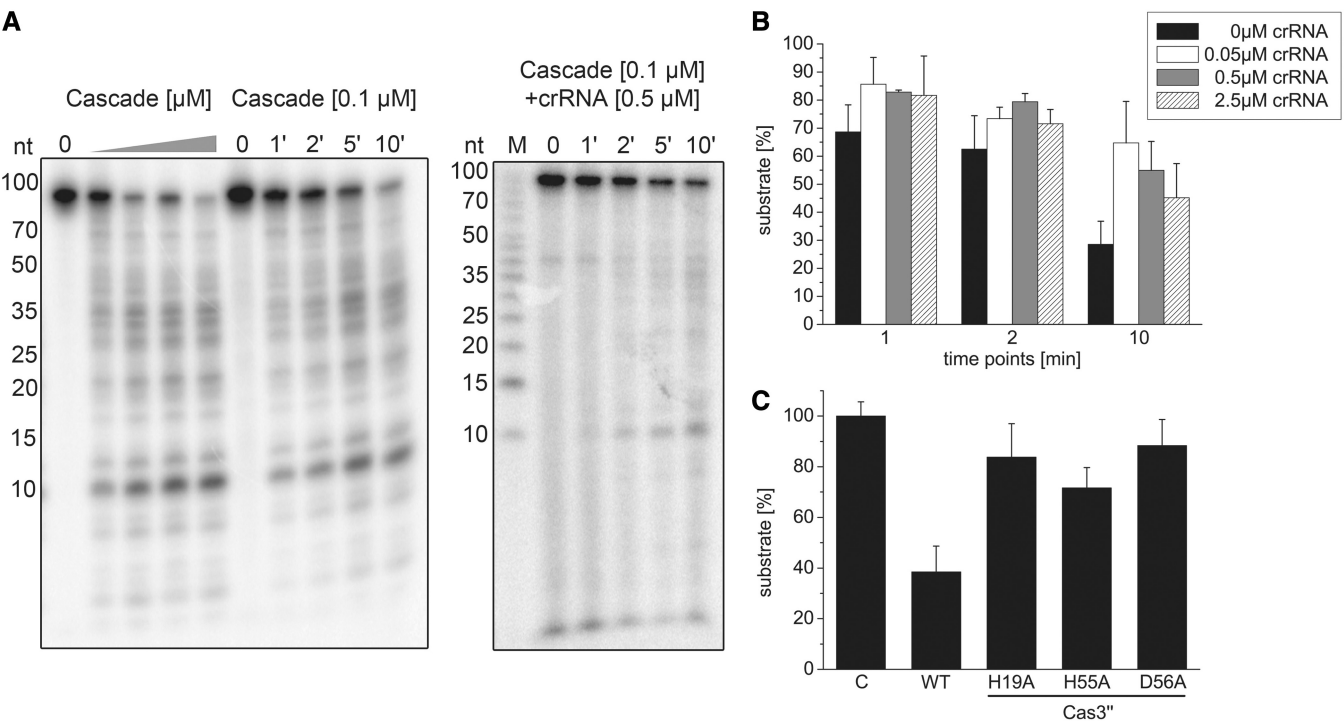 A
Cascade [µM] Cascade [0.1 µM]
nt 0 0 1' 2' 5' 10'
100
70
50
35
25
20
15
10
Cascade [0.1 µM]
+crRNA [0.5 µM]
nt M 0 1' 2' 5' 10'
100
70
50
35
25
20
15
10
B
0µM crRNA
0.05µM crRNA
0.5µM crRNA
2.5µM crRNA
substrate [%]
100
90
80
70
60
50
40
30
20
10
0
1 2 10
time points [min]
C
substrate [%]
100
80
60
40
20
0
C WT H19A H55A D56A
Cas3"